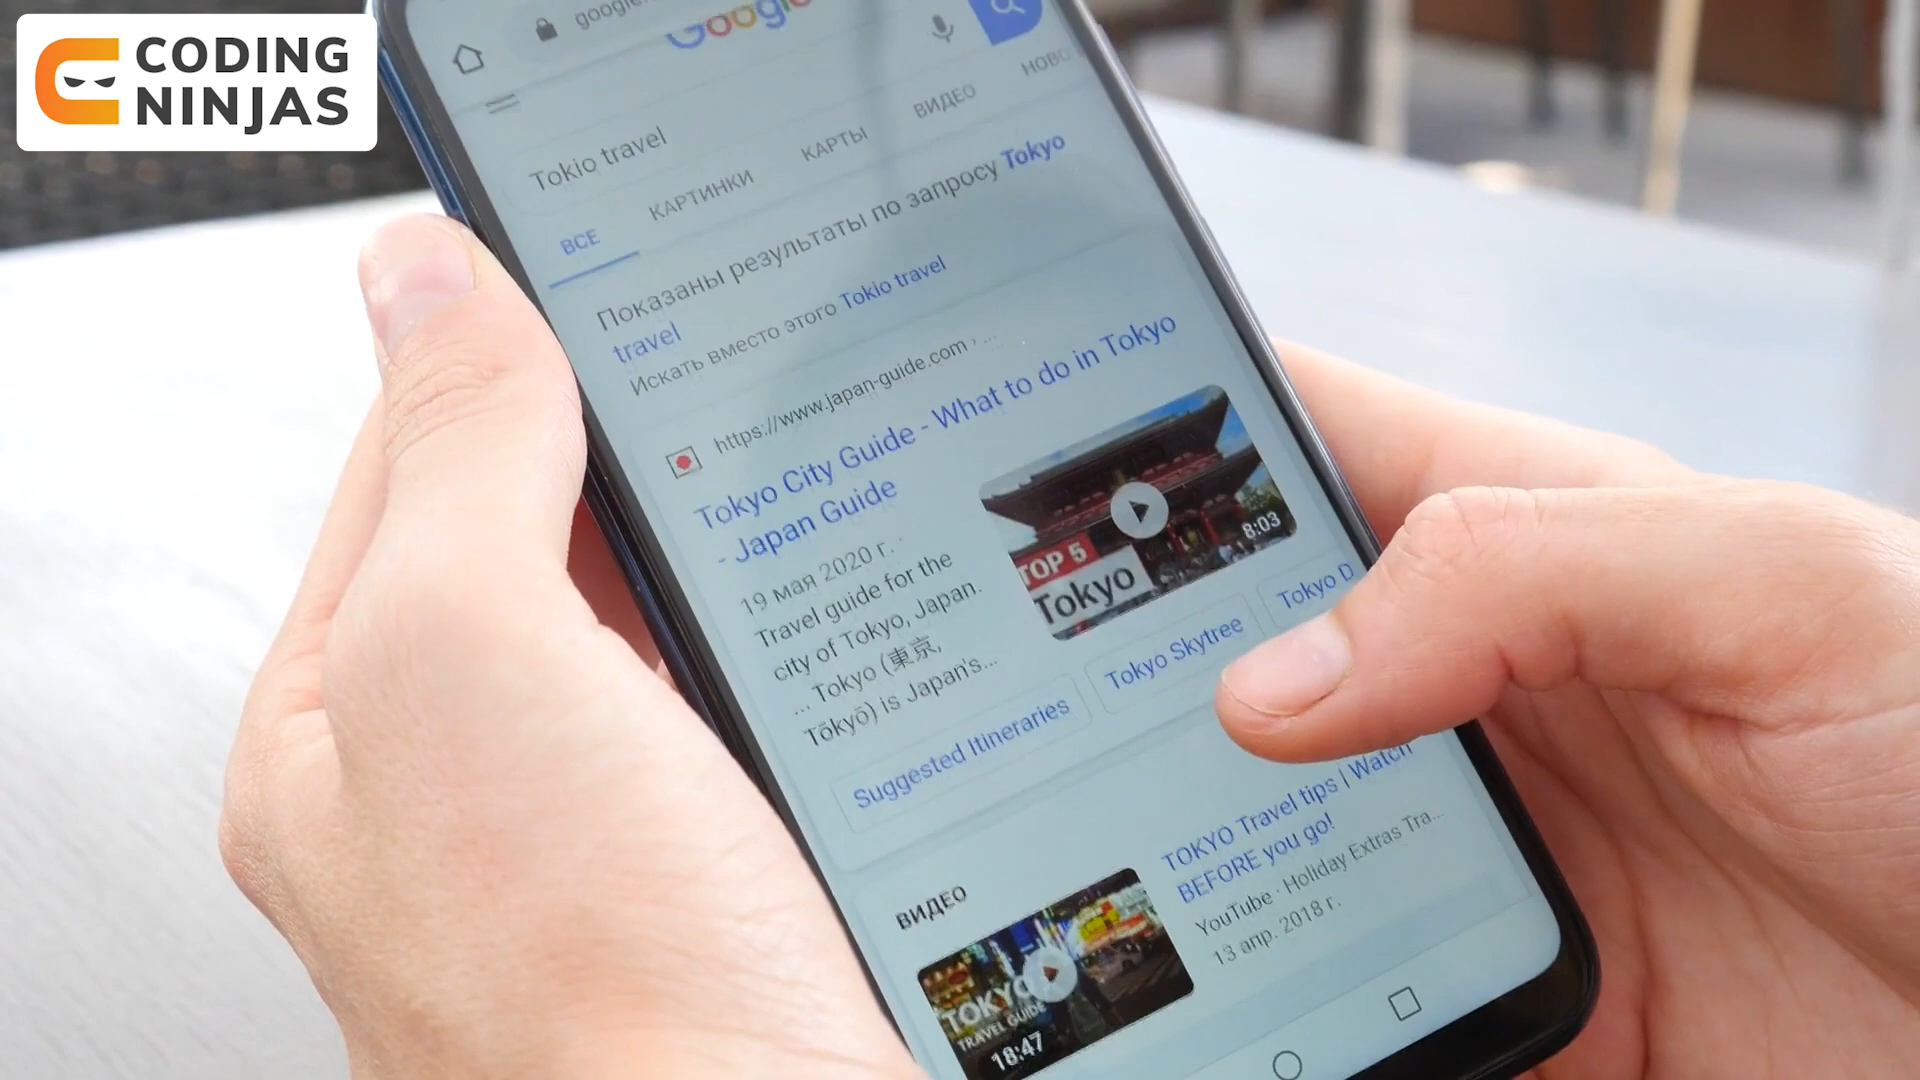 CODING
NINJAS
google.
Google
Tokio travel
ВСЕ
КАРТИНКИ
КАРТЫ
ВИДЕО
НОВО
Показаны результаты по запросу Tokyo
travel
Искать вместо этого Tokio travel
https://www.japan-guide.com › ...
Tokyo City Guide - What to do in Tokyo
- Japan Guide
19 мая 2020 г. ·
Travel guide for the
city of Tokyo, Japan.
... Tokyo (東京,
Tōkyō) is Japan's...
TOP 5
Tokyo
8:03
Suggested Itineraries
Tokyo Skytree
Tokyo D
ВИДЕО
TOKYO
TRAVEL GUIDE
18:47
TOKYO Travel tips | Watch
BEFORE you go!
YouTube · Holiday Extras Tra...
13 апр. 2018 г.